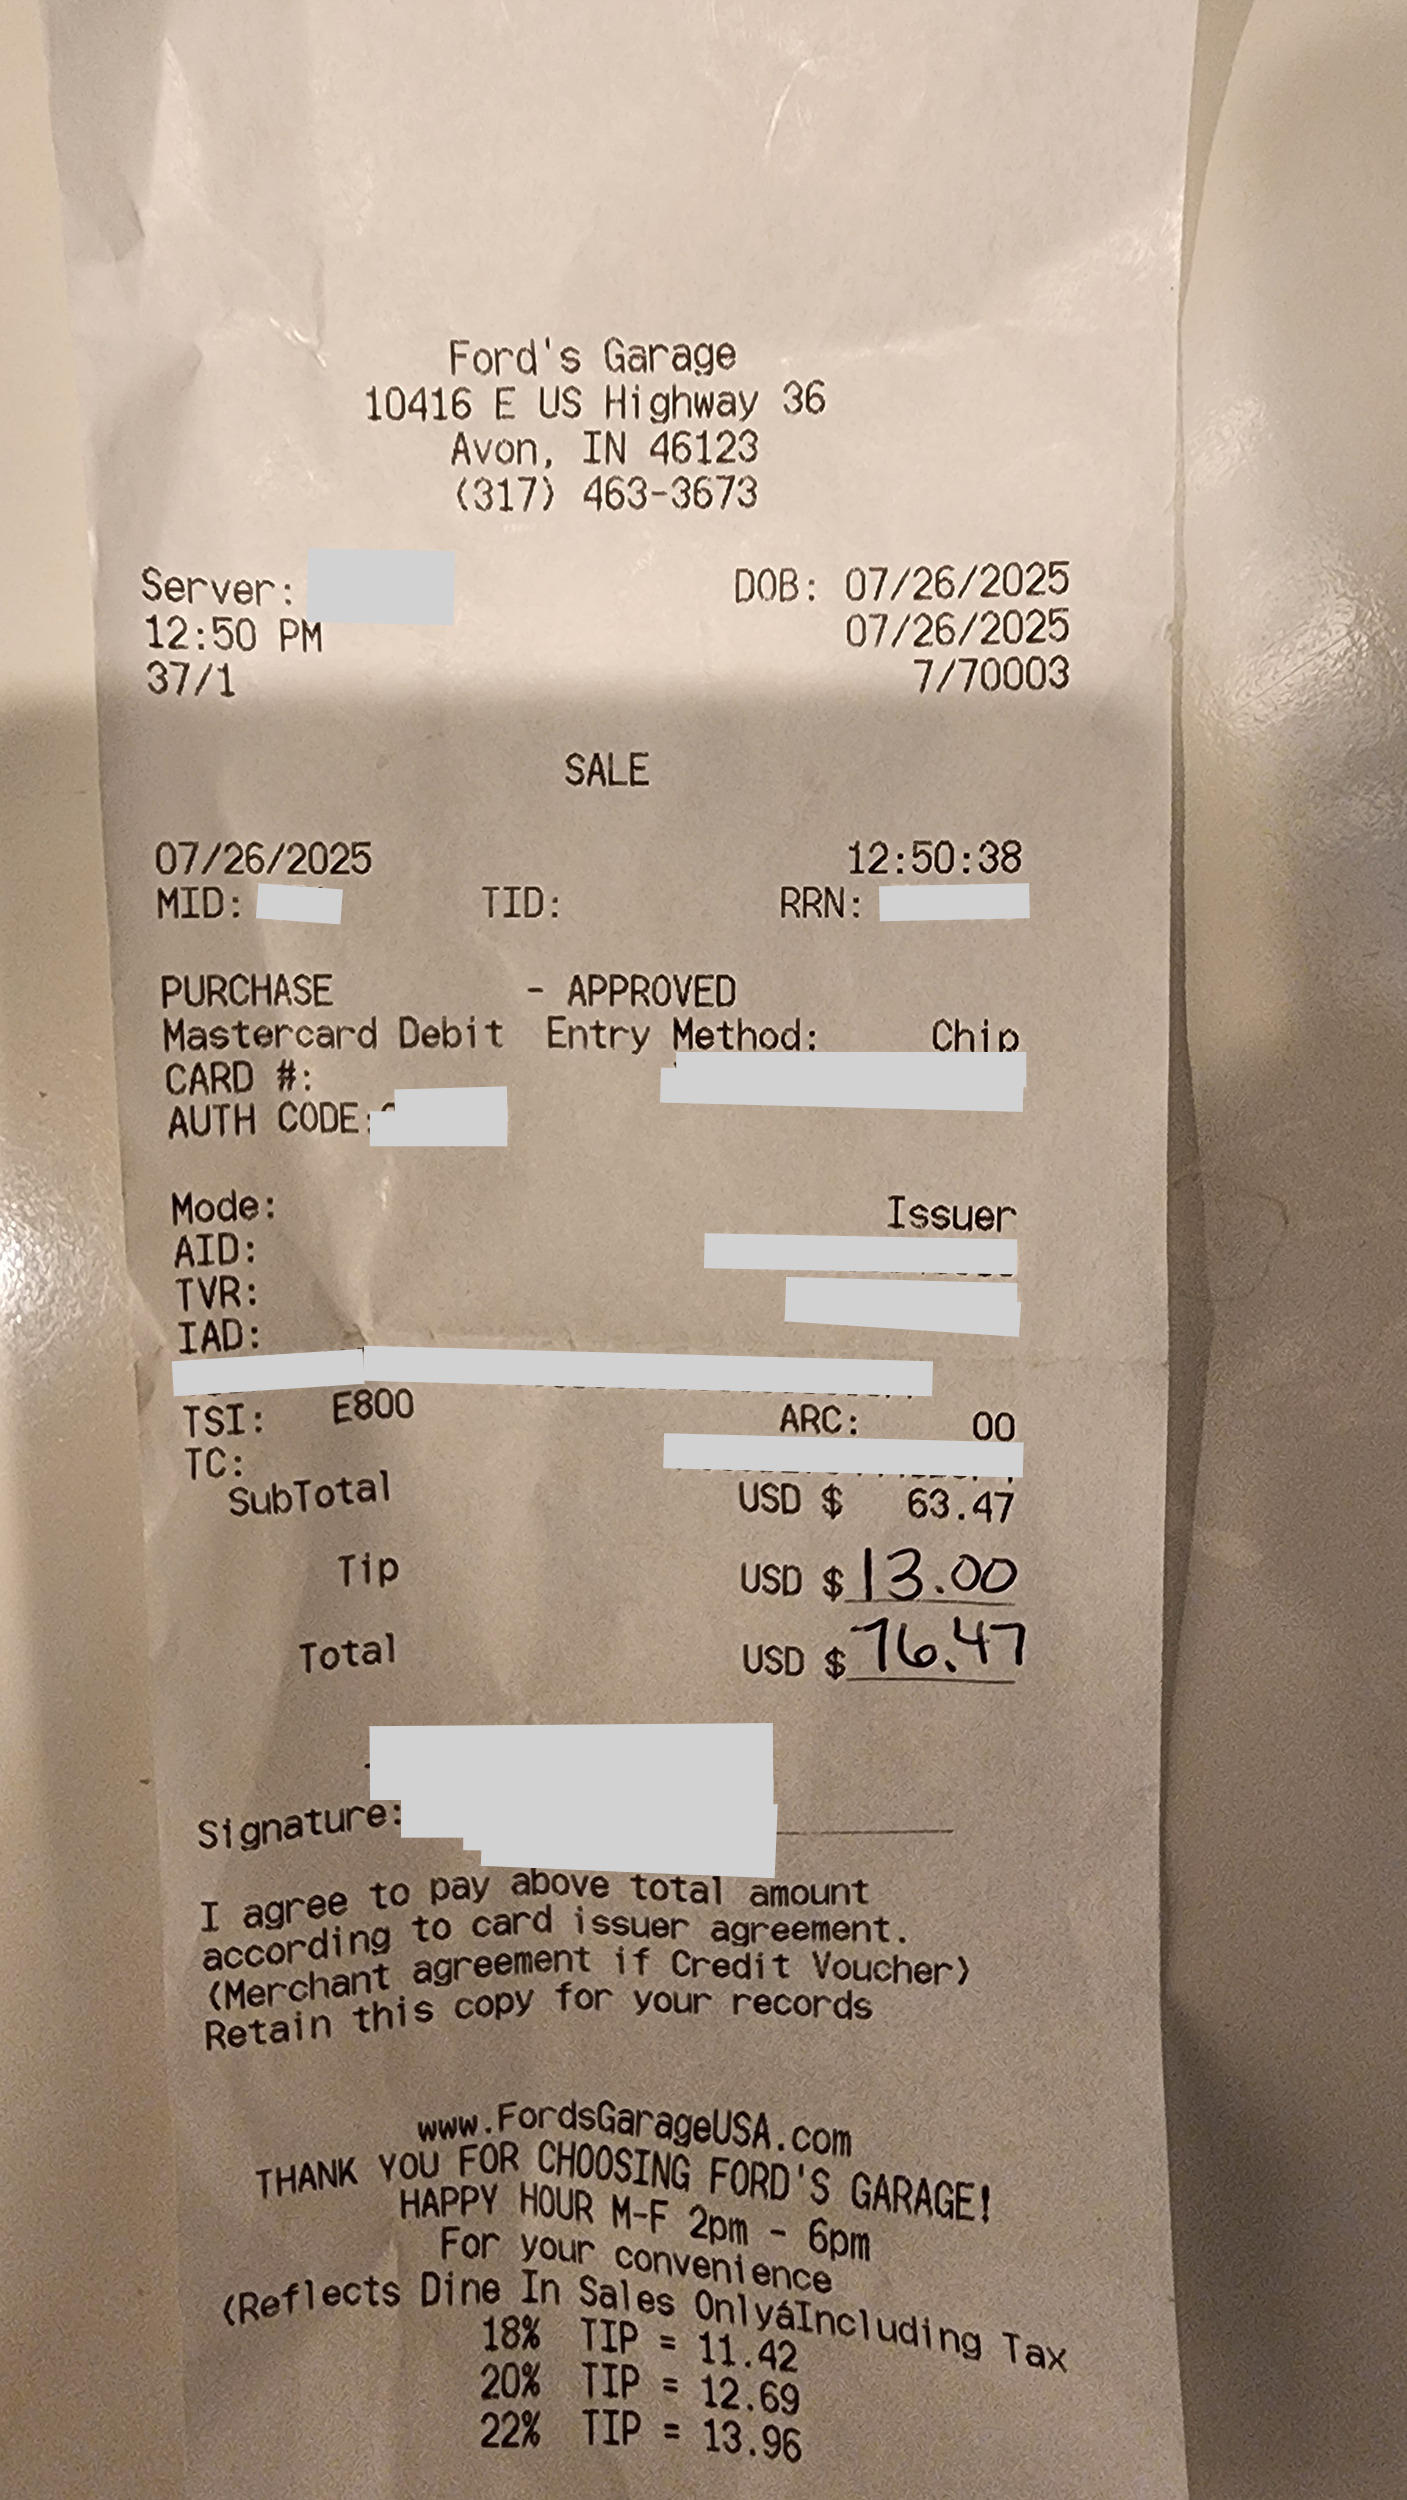 Ford's Garage
10416 E US Highway 36
Avon, IN 46123
(317) 463-3673
Server: DOB: 07/26/2025
12:50 PM 07/26/2025
37/1 7/70003
SALE
07/26/2025 12:50:38
MID: TID: RRN:
PURCHASE - APPROVED
Mastercard Debit Entry Method: Chip
CARD #:
AUTH CODE:
Mode: Issuer
AID:
TVR:
IAD:
TSI: E800 ARC: 00
TC:
SubTotal USD $ 63.47
Tip USD $ 13.00
Total USD $ 76.47
Signature:
I agree to pay above total amount
according to card issuer agreement.
(Merchant agreement if Credit Voucher)
Retain this copy for your records
www.FordsGarageUSA.com
THANK YOU FOR CHOOSING FORD'S GARAGE!
HAPPY HOUR M-F 2pm - 6pm
For your convenience
(Reflects Dine In Sales OnlyáIncluding Tax
18% TIP = 11.42
20% TIP = 12.69
22% TIP = 13.96